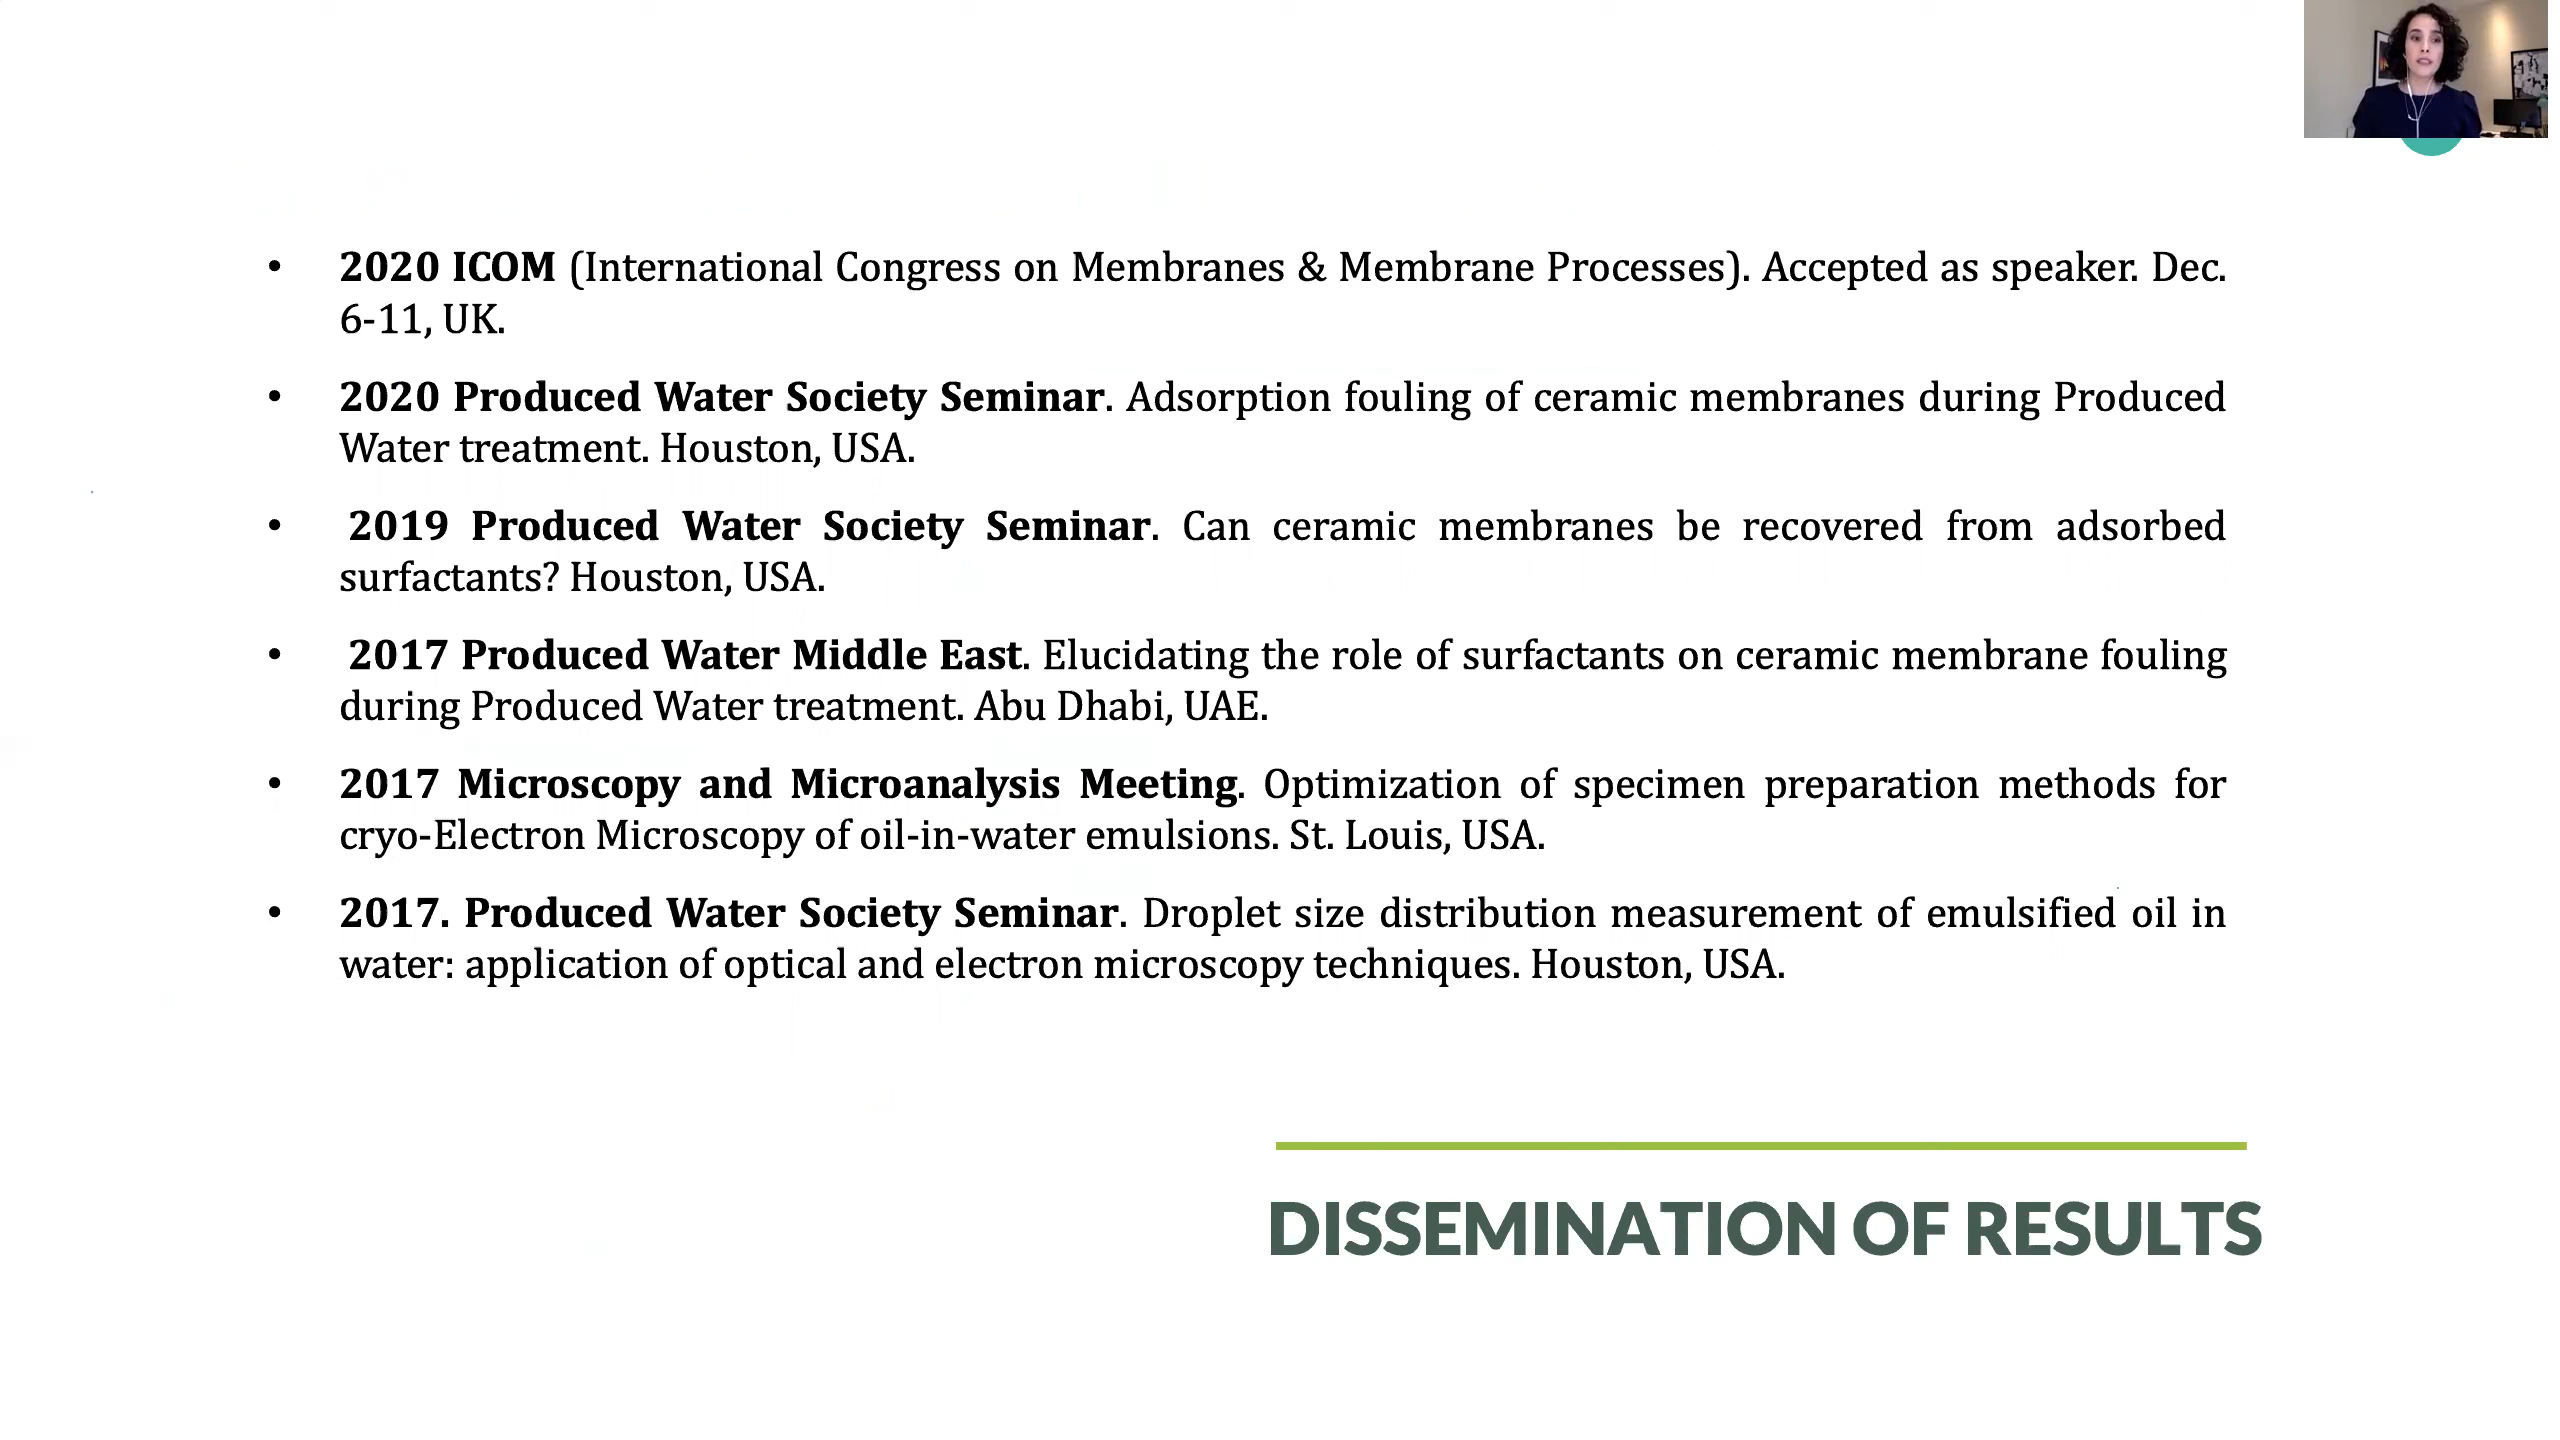 • 2020 ICOM (International Congress on Membranes & Membrane Processes). Accepted as speaker. Dec.
6-11, UK.
• 2020 Produced Water Society Seminar. Adsorption fouling of ceramic membranes during Produced
Water treatment. Houston, USA.
• 2019 Produced Water Society Seminar. Can ceramic membranes be recovered from adsorbed
surfactants? Houston, USA.
• 2017 Produced Water Middle East. Elucidating the role of surfactants on ceramic membrane fouling
during Produced Water treatment. Abu Dhabi, UAE.
• 2017 Microscopy and Microanalysis Meeting. Optimization of specimen preparation methods for
cryo-Electron Microscopy of oil-in-water emulsions. St. Louis, USA.
• 2017. Produced Water Society Seminar. Droplet size distribution measurement of emulsified oil in
water: application of optical and electron microscopy techniques. Houston, USA.
DISSEMINATION OF RESULTS